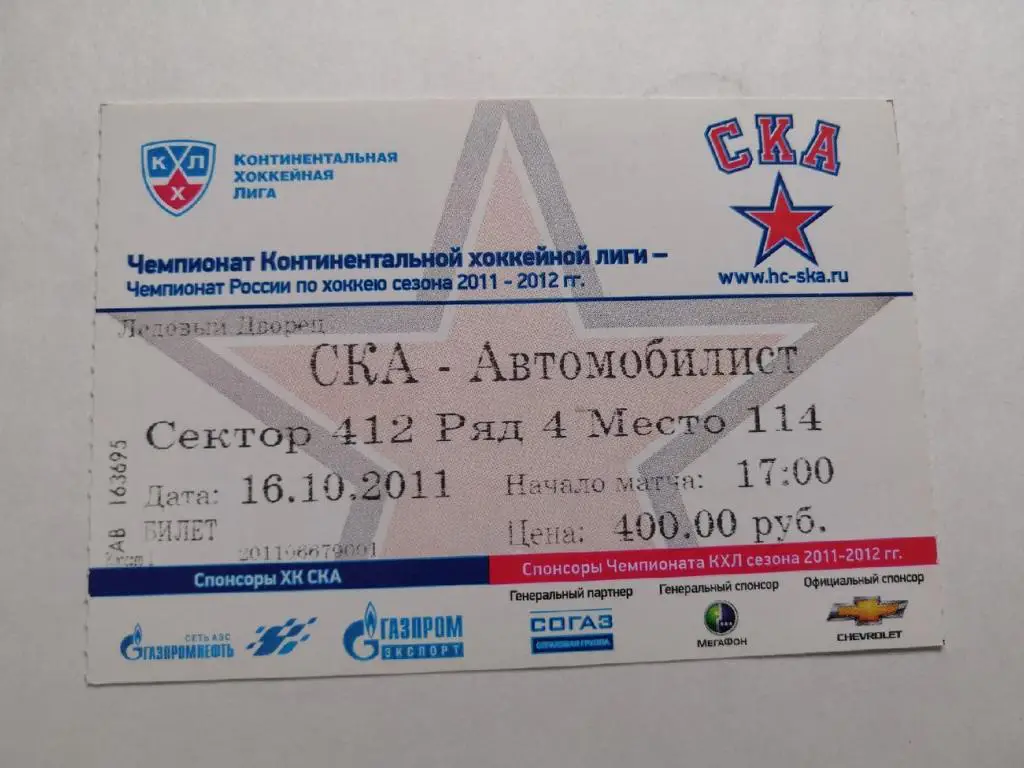 КХЛ
КОНТИНЕНТАЛЬНАЯ
ХОККЕЙНАЯ
ЛИГА
СКА
www.hc-ska.ru
Чемпионат Континентальной хоккейной лиги –
Чемпионат России по хоккею сезона 2011 - 2012 гг.
Ледовый Дворец
СКА - Автомобилист
Сектор 412 Ряд 4 Место 114
Дата: 16.10.2011 Начало матча: 17:00
БИЛЕТ Цена: 400.00 руб.
201106679001
163695
Спонсоры ХК СКА
Спонсоры Чемпионата КХЛ сезона 2011-2012 гг.
СЕТЬ АЗС
ГАЗПРОМНЕФТЬ
ГАЗПРОМ
ЭКСПОРТ
Генеральный партнер
СОГАЗ
СТРАХОВАЯ ГРУППА
Генеральный спонсор
МЕГАФОН
Официальный спонсор
CHEVROLET